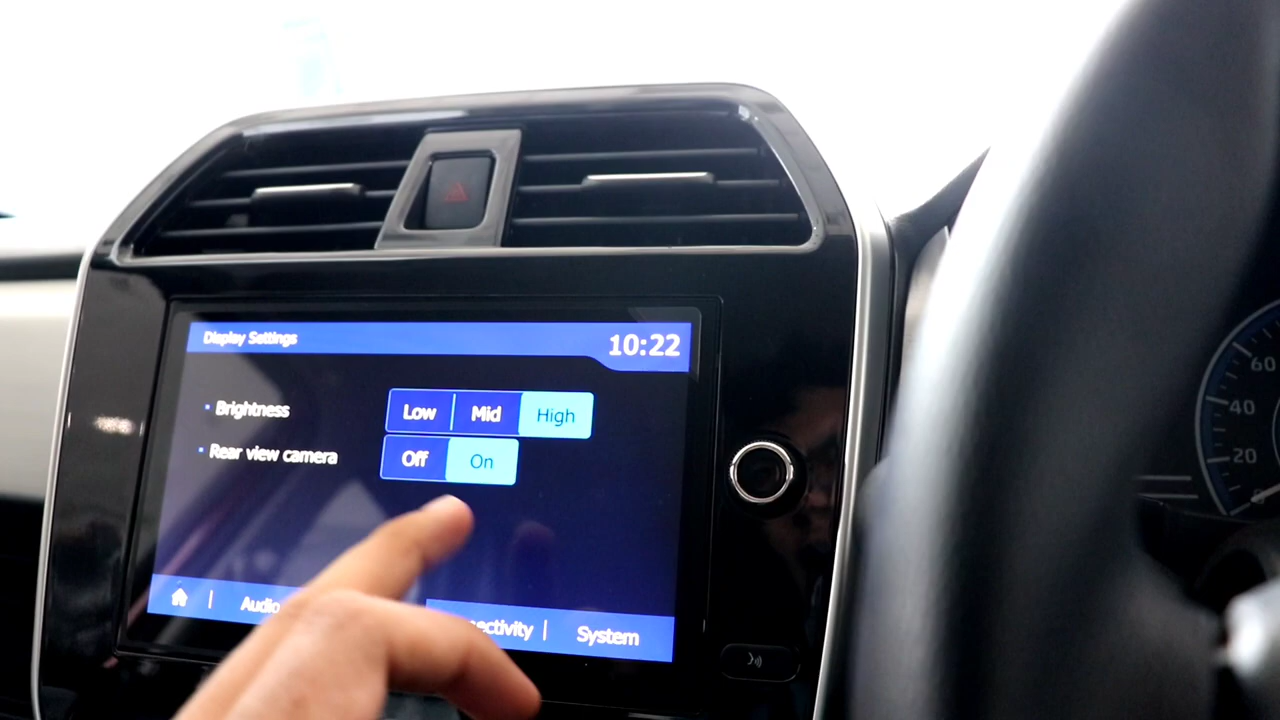 Display Settings
10:22
Brightness
Low
Mid
High
Rear view camera
Off
On
Audio
System
60
40
20